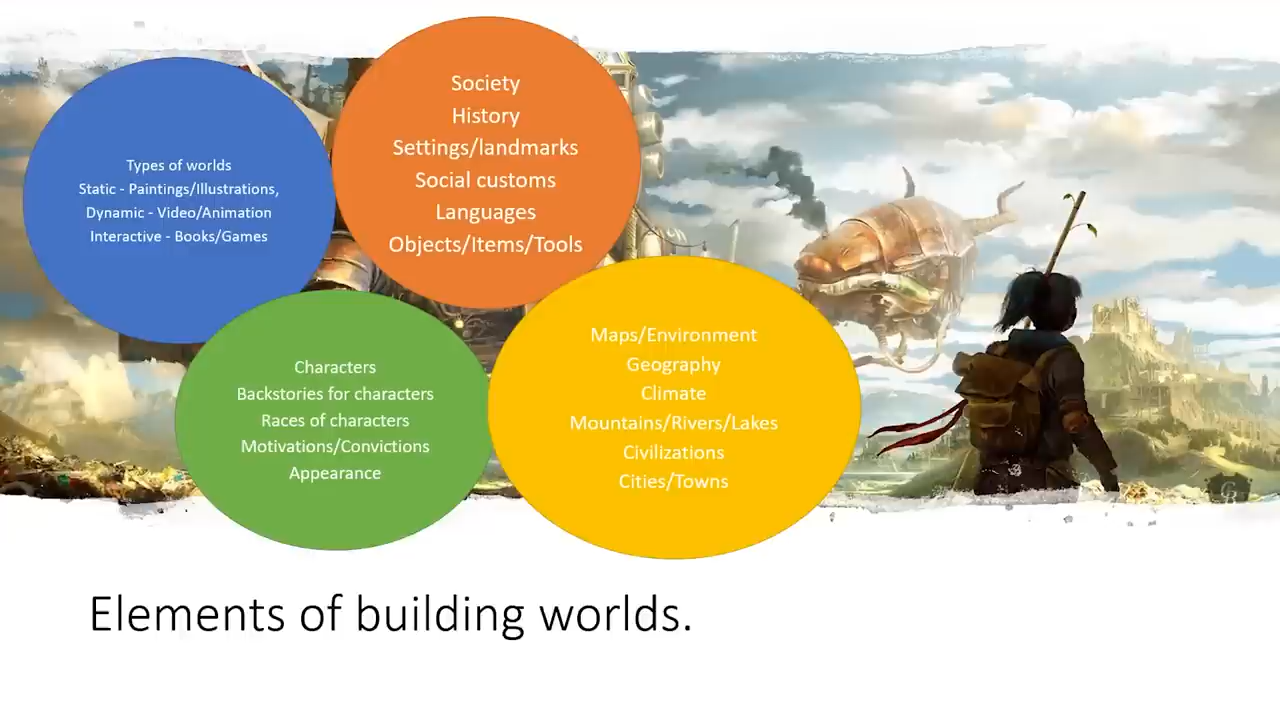 Types of worlds
Static - Paintings/Illustrations,
Dynamic - Video/Animation
Interactive - Books/Games
Society
History
Settings/landmarks
Social customs
Languages
Objects/Items/Tools
Characters
Backstories for characters
Races of characters
Motivations/Convictions
Appearance
Maps/Environment
Geography
Climate
Mountains/Rivers/Lakes
Civilizations
Cities/Towns
Elements of building worlds.